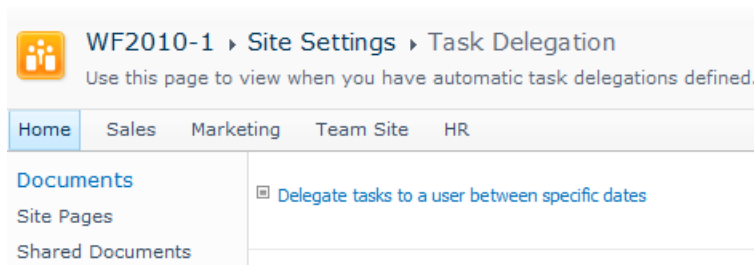 WF2010-1 ▸ Site Settings ▸ Task Delegation
Use this page to view when you have automatic task delegations defined.
Home Sales Marketing Team Site HR
Documents
Delegate tasks to a user between specific dates
Site Pages
Shared Documents